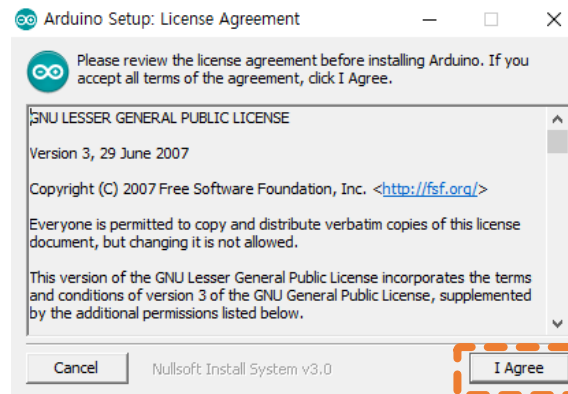 Arduino Setup: License Agreement
Please review the license agreement before installing Arduino. If you
accept all terms of the agreement, click I Agree.
GNU LESSER GENERAL PUBLIC LICENSE
Version 3, 29 June 2007
Copyright (C) 2007 Free Software Foundation, Inc. <http://fsf.org/>
Everyone is permitted to copy and distribute verbatim copies of this license
document, but changing it is not allowed.
This version of the GNU Lesser General Public License incorporates the terms
and conditions of version 3 of the GNU General Public License, supplemented
by the additional permissions listed below.
Cancel
Nullsoft Install System v3.0
I Agree